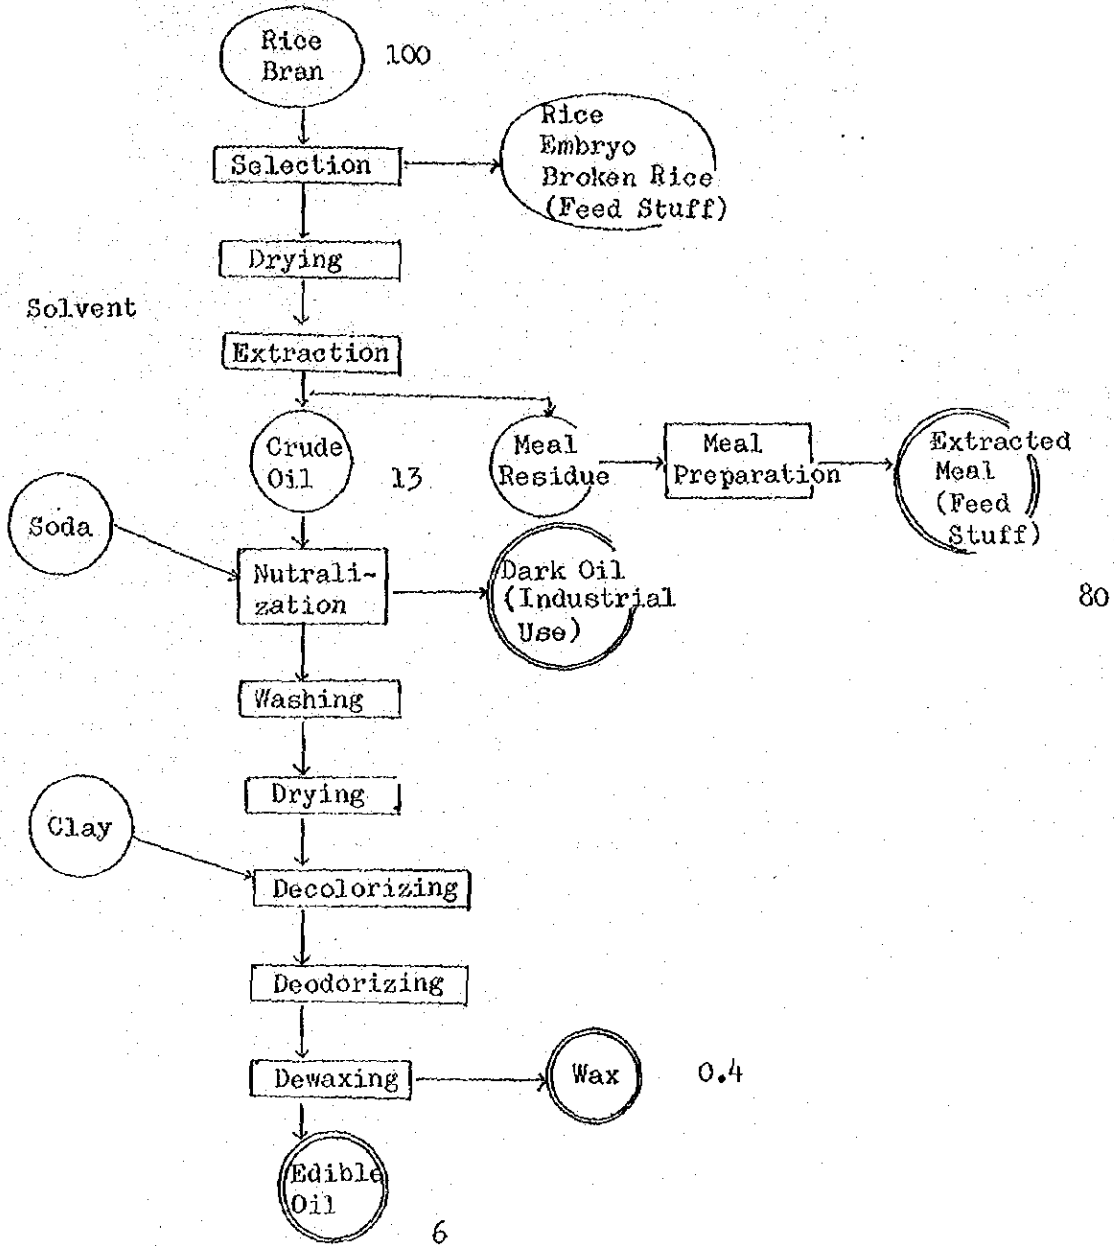 Rice
Bran
100
Rice
Embryo
Broken Rice
(Feed Stuff)
Selection
Drying
Solvent
Extraction
Crude
Oil
13
Meal
Residue
Meal
Preparation
Extracted
Meal
(Feed
Stuff)
80
Soda
Nutrali-
zation
Dark Oil
(Industrial
Use)
Washing
Drying
Clay
Decolorizing
Deodorizing
Dewaxing
Wax
0.4
Edible
Oil
6